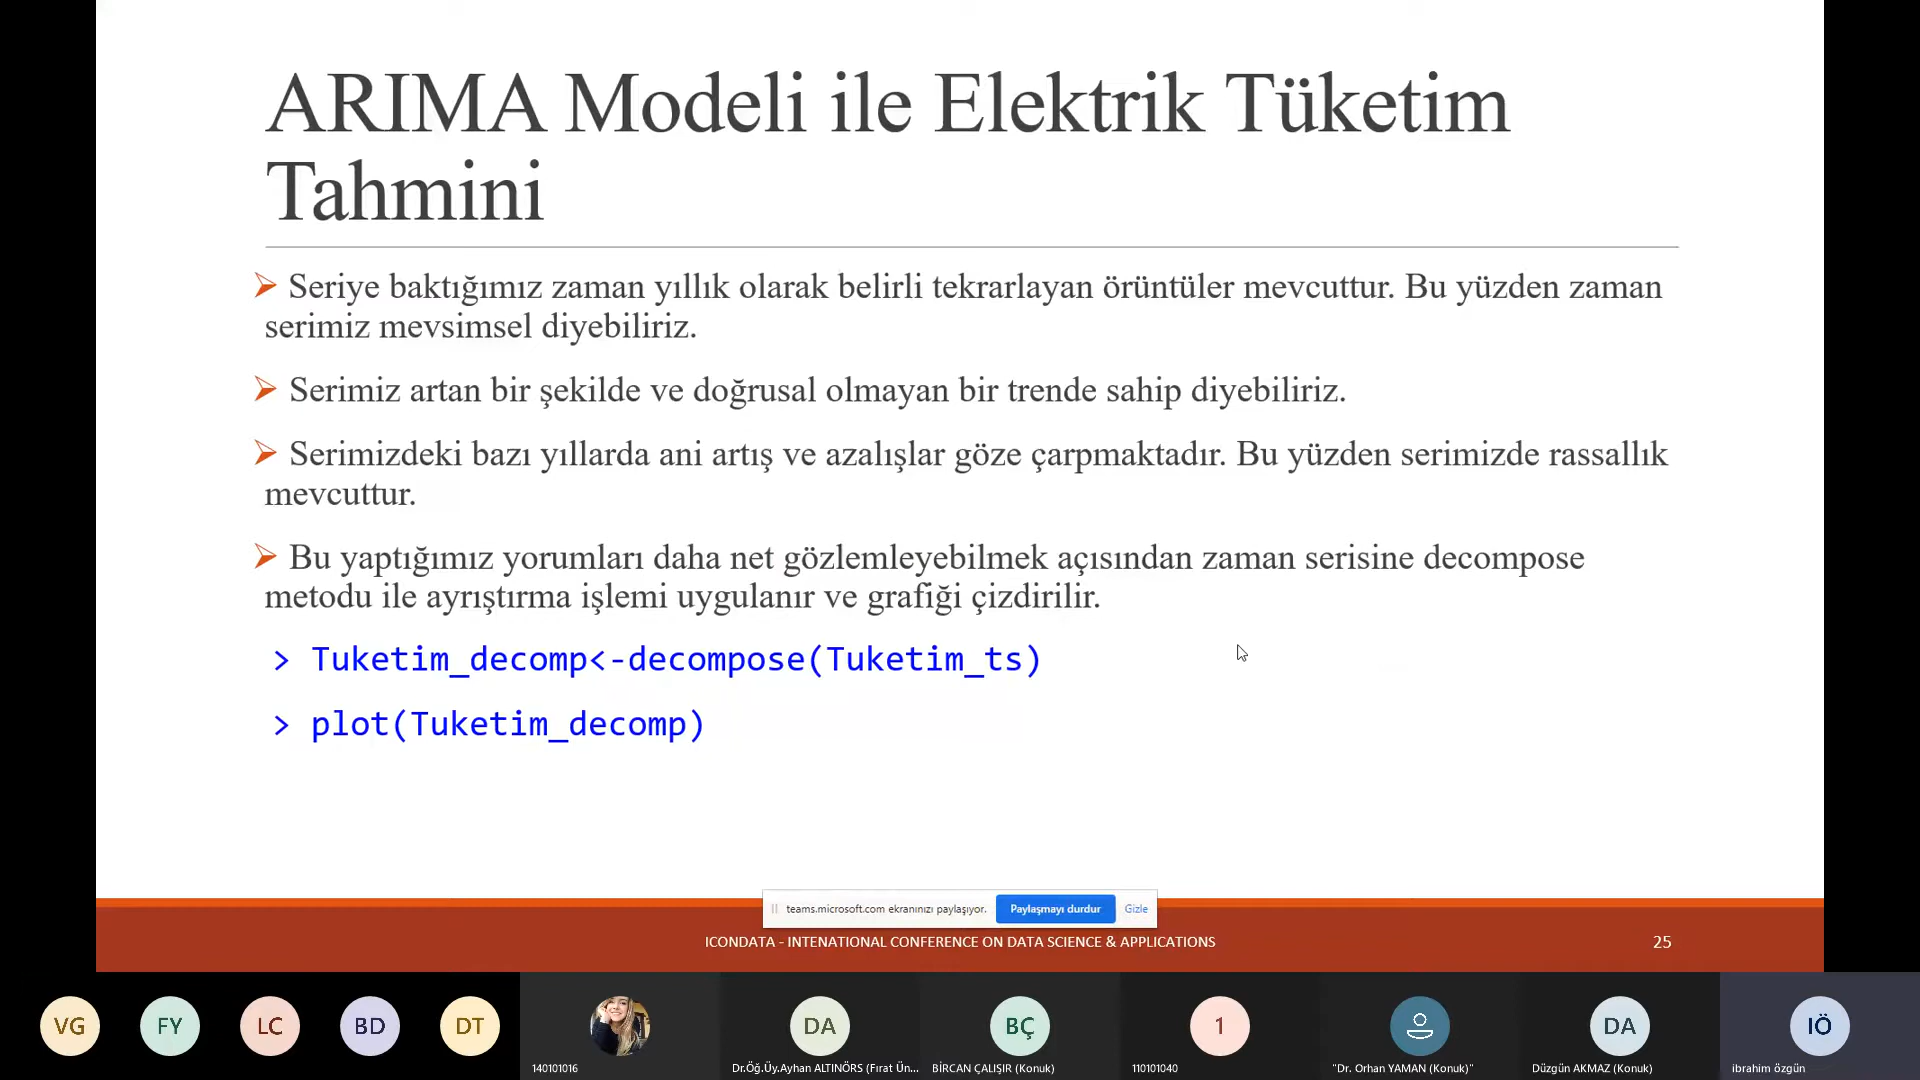 ARIMA Modeli ile Elektrik Tüketim
Tahmini
Seriye baktığımız zaman yıllık olarak belirli tekrarlayan örüntüler mevcuttur. Bu yüzden zaman
serimiz mevsimsel diyebiliriz.
Serimiz artan bir şekilde ve doğrusal olmayan bir trende sahip diyebiliriz.
Serimizdeki bazı yıllarda ani artış ve azalışlar göze çarpmaktadır. Bu yüzden serimizde rassallık
mevcuttur.
Bu yaptığımız yorumları daha net gözlemleyebilmek açısından zaman serisine decompose
metodu ile ayrıştırma işlemi uygulanır ve grafiği çizdirilir.
> Tuketim_decomp<-decompose(Tuketim_ts)
> plot(Tuketim_decomp)
teams.microsoft.com ekranınızı paylaşıyor. Paylaşmayı durdur Gizle
ICONDATA - INTENATIONAL CONFERENCE ON DATA SCIENCE & APPLICATIONS 25
VG FY LC BD DT DA BÇ 1 DA IÖ
140101016 Dr.Öğ.Üy.Ayhan ALTINÖRS (Fırat Ün... BİRCAN ÇALIŞIR (Konuk) 110101040 "Dr. Orhan YAMAN (Konuk)" Düzgün AKMAZ (Konuk) ibrahim özgün